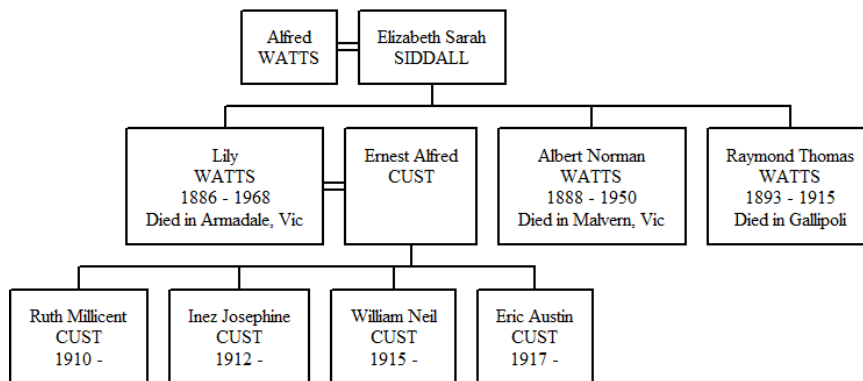 Alfred
WATTS
Elizabeth Sarah
SIDDALL
Lily
WATTS
1886 - 1968
Died in Armadale, Vic
Ernest Alfred
CUST
Albert Norman
WATTS
1888 - 1950
Died in Malvern, Vic
Raymond Thomas
WATTS
1893 - 1915
Died in Gallipoli
Ruth Millicent
CUST
1910 -
Inez Josephine
CUST
1912 -
William Neil
CUST
1915 -
Eric Austin
CUST
1917 -